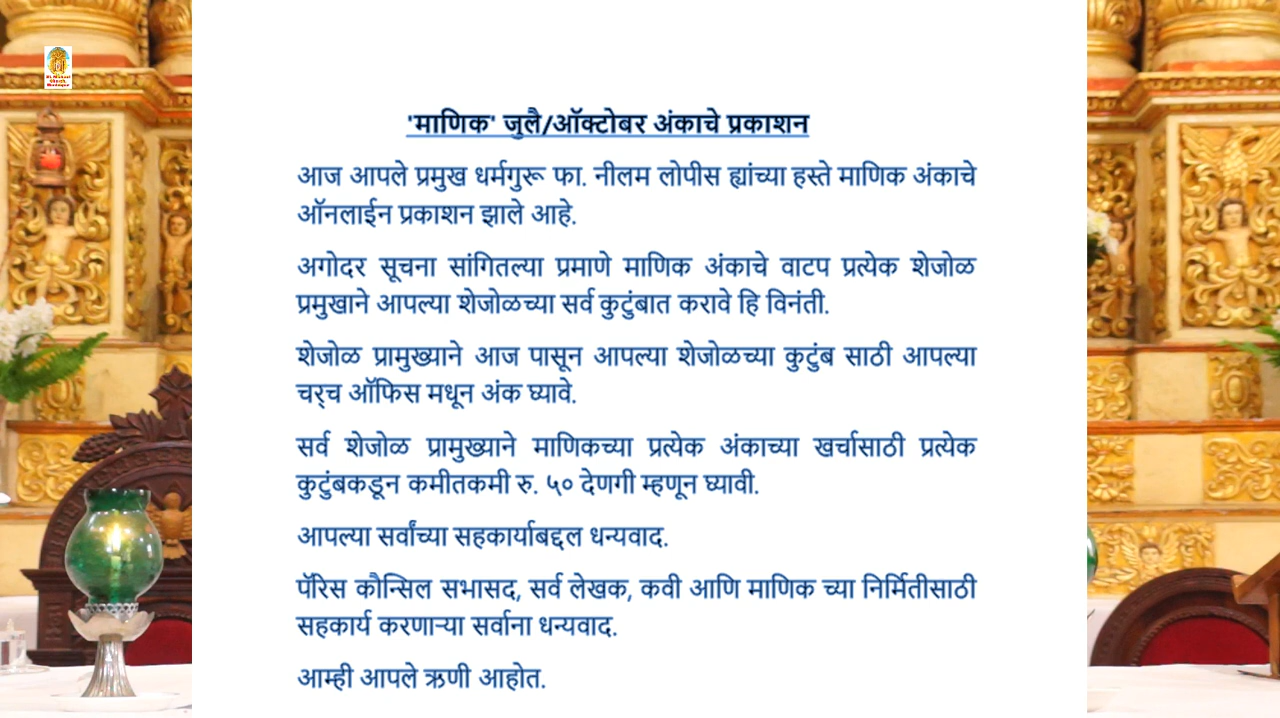 'माणिक' जुलै/ऑक्टोबर अंकाचे प्रकाशन
आज आपले प्रमुख धर्मगुरू फा. नीलम लोपीस ह्यांच्या हस्ते माणिक अंकाचे
ऑनलाईन प्रकाशन झाले आहे.
अगोदर सूचना सांगितल्या प्रमाणे माणिक अंकाचे वाटप प्रत्येक शेजोळ
प्रमुखाने आपल्या शेजोळच्या सर्व कुटुंबात करावे हि विनंती.
शेजोळ प्रामुख्याने आज पासून आपल्या शेजोळच्या कुटुंब साठी आपल्या
चर्‍च ऑफिस मधून अंक घ्यावे.
सर्व शेजोळ प्रामुख्याने माणिकच्या प्रत्येक अंकाच्या खर्चासाठी प्रत्येक
कुटुंबकडून कमीतकमी रु. ५० देणगी म्हणून घ्यावी.
आपल्या सर्वांच्या सहकार्याबद्दल धन्यवाद.
पॅरिस कौन्सिल सभासद, सर्व लेखक, कवी आणि माणिक च्या निर्मितीसाठी
सहकार्य करणाऱ्या सर्वाना धन्यवाद.
आम्ही आपले ऋणी आहोत.